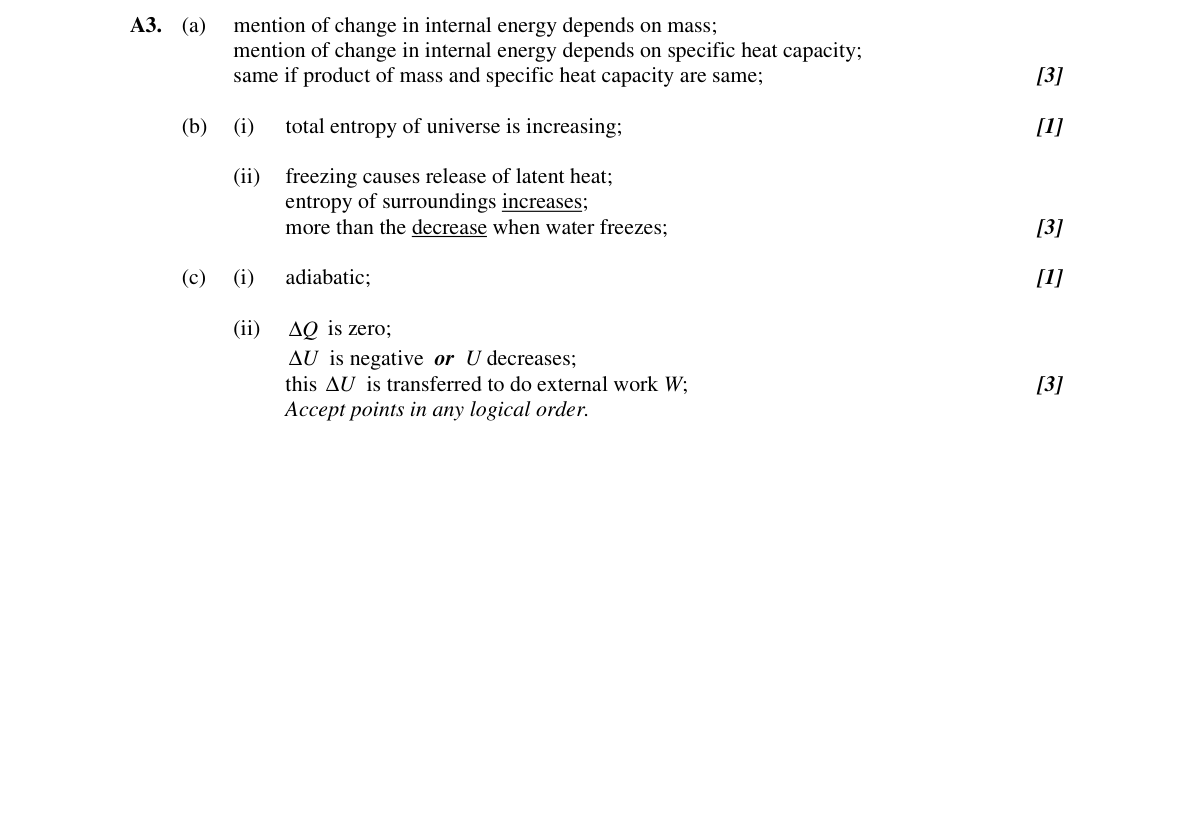 A3. (a) mention of change in internal energy depends on mass;
mention of change in internal energy depends on specific heat capacity;
same if product of mass and specific heat capacity are same; [3]
(b) (i) total entropy of universe is increasing; [1]
(ii) freezing causes release of latent heat;
entropy of surroundings increases;
more than the decrease when water freezes; [3]
(c) (i) adiabatic; [1]
(ii) ΔQ is zero;
ΔU is negative or U decreases;
this ΔU is transferred to do external work W; [3]
Accept points in any logical order.